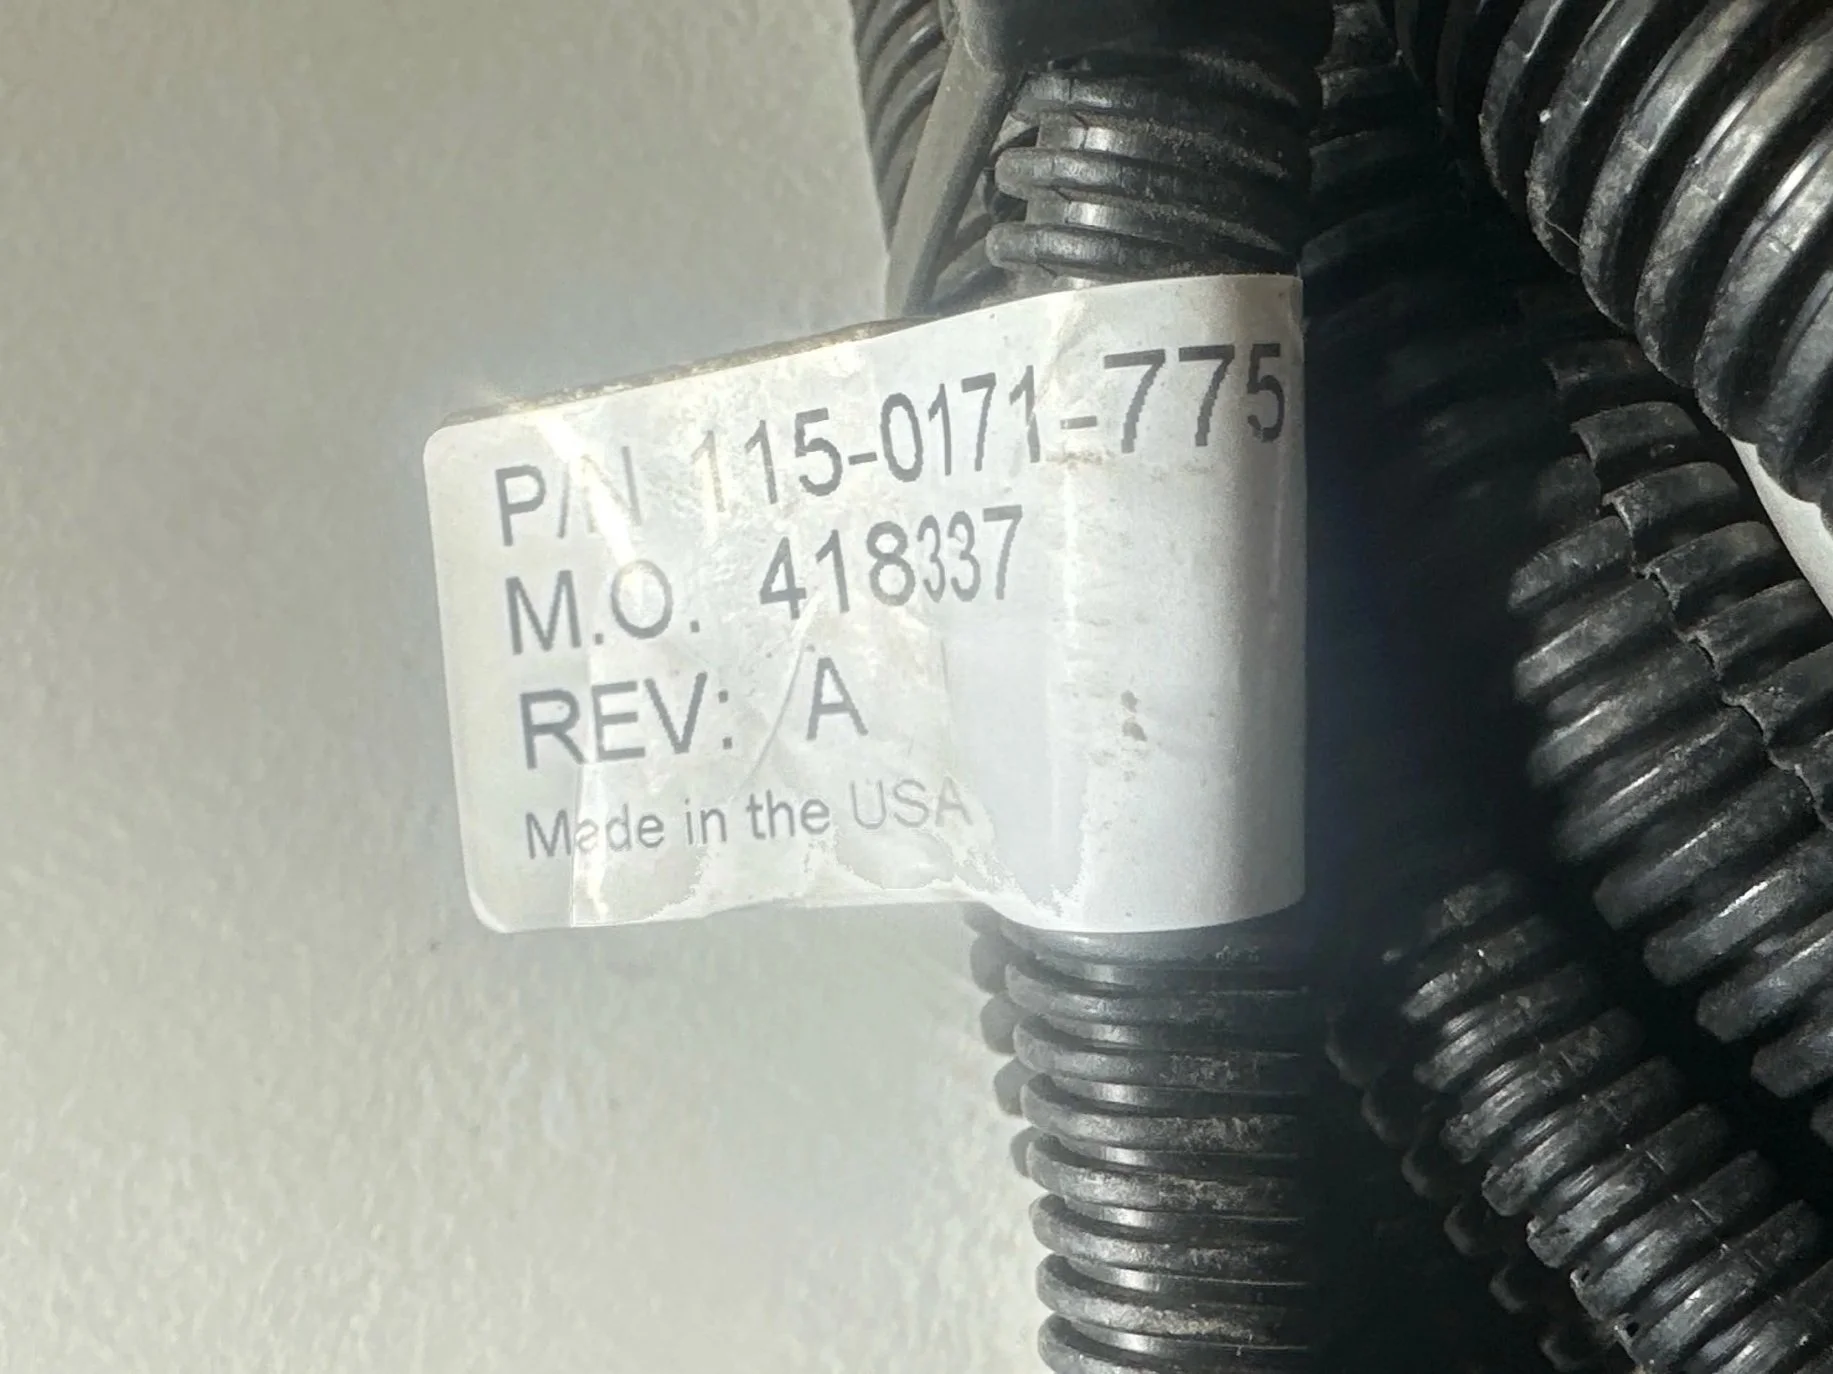 P/N 115-0171-775
M.O. 418337
REV: A
Made in the USA